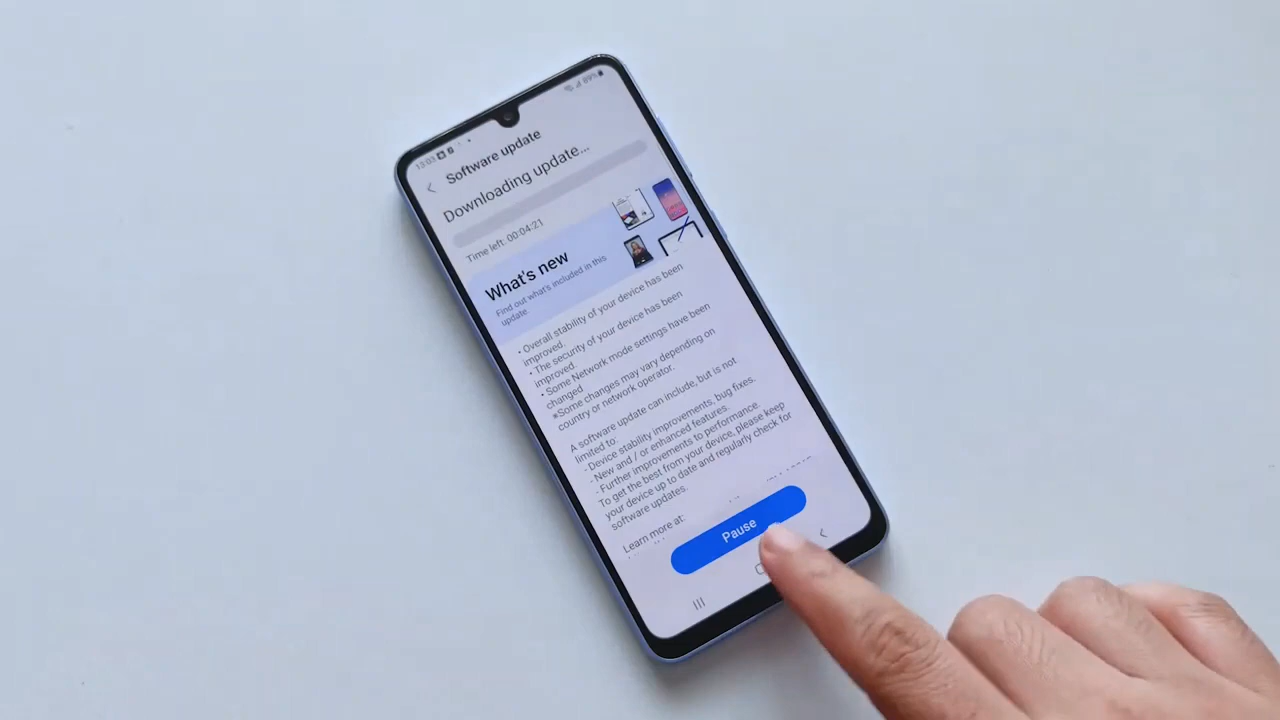 13:03
89%
Software update
Downloading update...
Time left: 00:04:21
What's new
Find out what's included in this
update.
• Overall stability of your device has been
improved.
• The security of your device has been
improved.
• Some Network mode settings have been
changed
※Some changes may vary depending on
country or network operator.
A software update can include, but is not
limited to:
- Device stability improvements, bug fixes.
- New and / or enhanced features.
- Further improvements to performance.
To get the best from your device, please keep
your device up to date and regularly check for
software updates.
Learn more at:
Pause